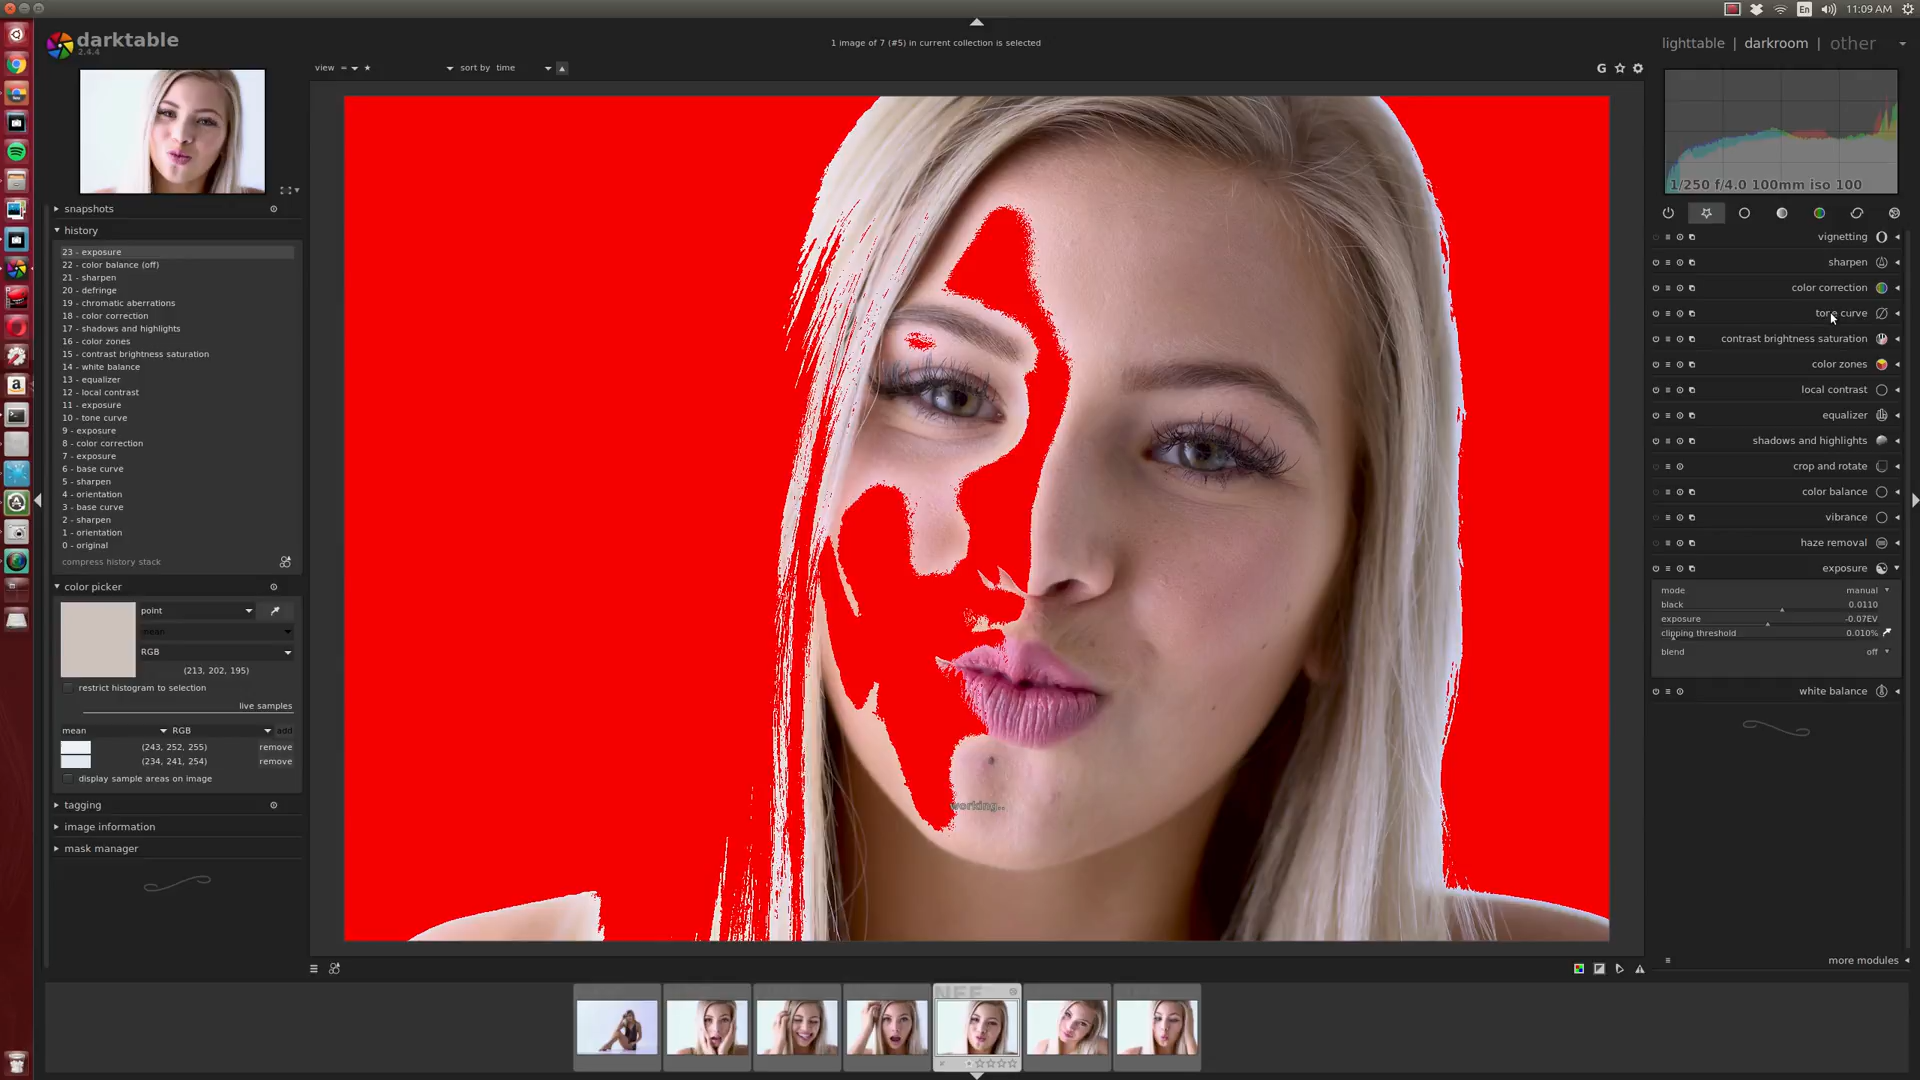 En
11:09 AM
darktable
2.4.4
1 image of 7 (#5) in current collection is selected
lighttable | darkroom | other
view
sort by time
G
1/250 f/4.0 100mm iso 100
snapshots
history
23 - exposure
22 - color balance (off)
21 - sharpen
20 - defringe
19 - chromatic aberrations
18 - color correction
17 - shadows and highlights
16 - color zones
15 - contrast brightness saturation
14 - white balance
13 - equalizer
12 - local contrast
11 - exposure
10 - tone curve
9 - exposure
8 - color correction
7 - exposure
6 - base curve
5 - sharpen
4 - orientation
3 - base curve
2 - sharpen
1 - orientation
0 - original
compress history stack
color picker
point
mean
RGB
(213, 202, 195)
restrict histogram to selection
live samples
mean RGB add
(243, 252, 255) remove
(234, 241, 254) remove
display sample areas on image
tagging
image information
mask manager
working..
vignetting
sharpen
color correction
tone curve
contrast brightness saturation
color zones
local contrast
equalizer
shadows and highlights
crop and rotate
color balance
vibrance
haze removal
exposure
mode manual
black 0.0110
exposure -0.07EV
clipping threshold 0.010%
blend off
white balance
more modules